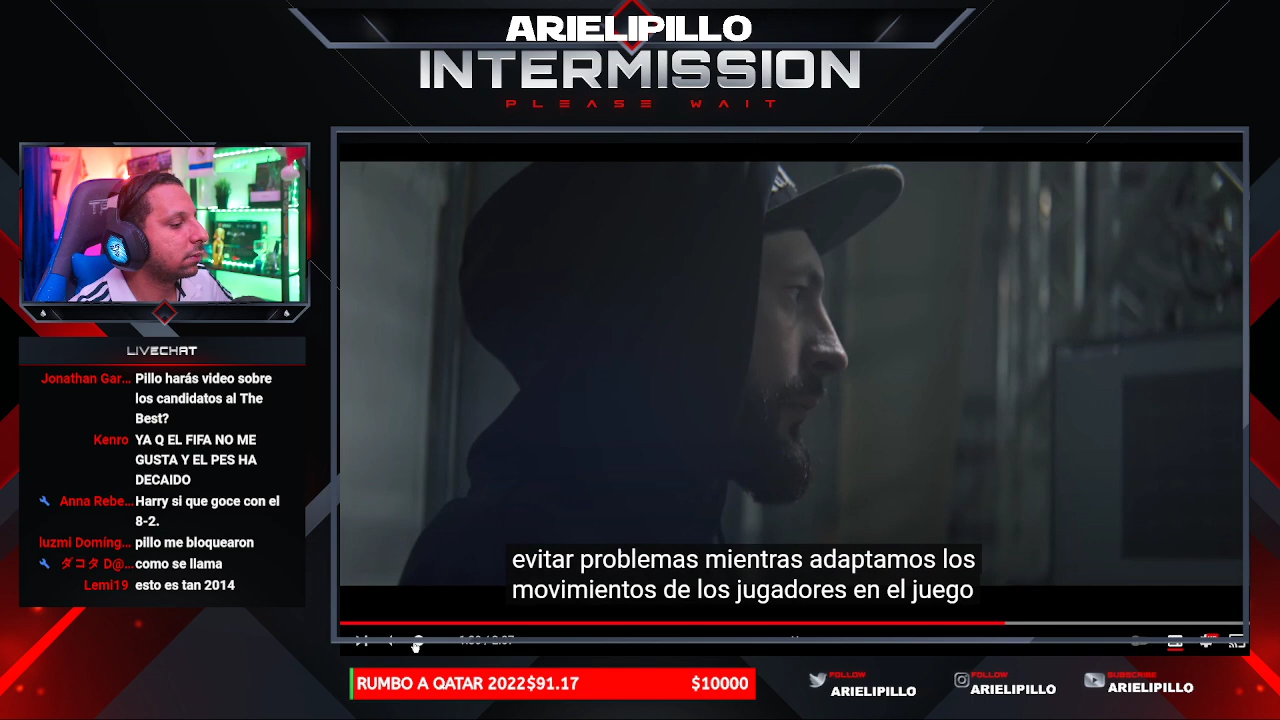 ARIELIPILLO
INTERMISSION
PLEASE WAIT
LIVECHAT
Jonathan Gar... Pillo harás video sobre
los candidatos al The
Best?
Kenro YA Q EL FIFA NO ME
GUSTA Y EL PES HA
DECAIDO
Anna Rebe... Harry si que goce con el
8-2.
luzmi Domíng... pillo me bloquearon
ダコタ D@... como se llama
Lemi19 esto es tan 2014
evitar problemas mientras adaptamos los
movimientos de los jugadores en el juego
RUMBO A QATAR 2022 $91.17 $10000
FOLLOW
ARIELIPILLO
FOLLOW
ARIELIPILLO
SUBSCRIBE
ARIELIPILLO